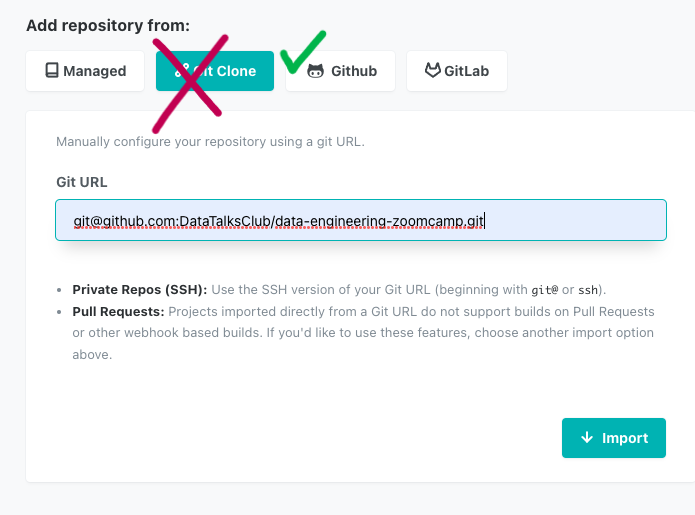 Add repository from:
Managed
Git Clone
Github
GitLab
Manually configure your repository using a git URL.
Git URL
git@github.com:DataTalksClub/data-engineering-zoomcamp.git
• Private Repos (SSH): Use the SSH version of your Git URL (beginning with git@ or ssh).
• Pull Requests: Projects imported directly from a Git URL do not support builds on Pull Requests
or other webhook based builds. If you'd like to use these features, choose another import option
above.
Import